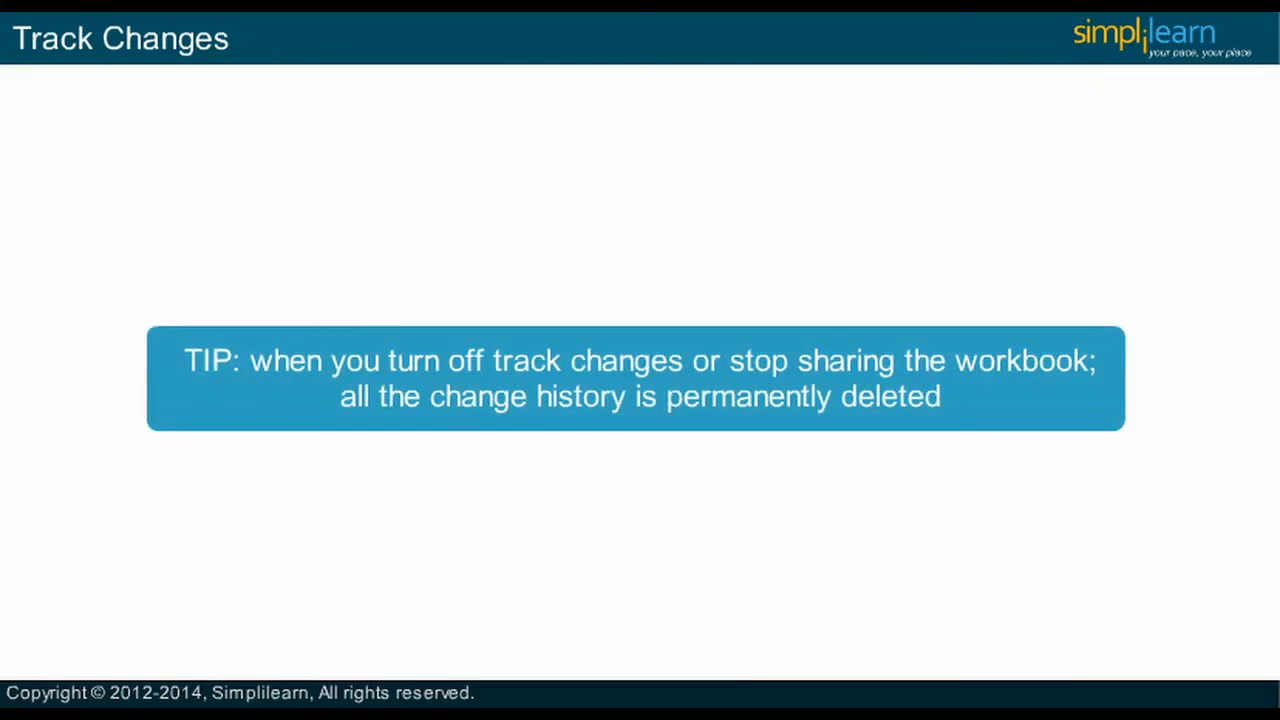 Track Changes
simplilearn
your pace, your place
TIP: when you turn off track changes or stop sharing the workbook;
all the change history is permanently deleted
Copyright © 2012-2014, Simplilearn, All rights reserved.